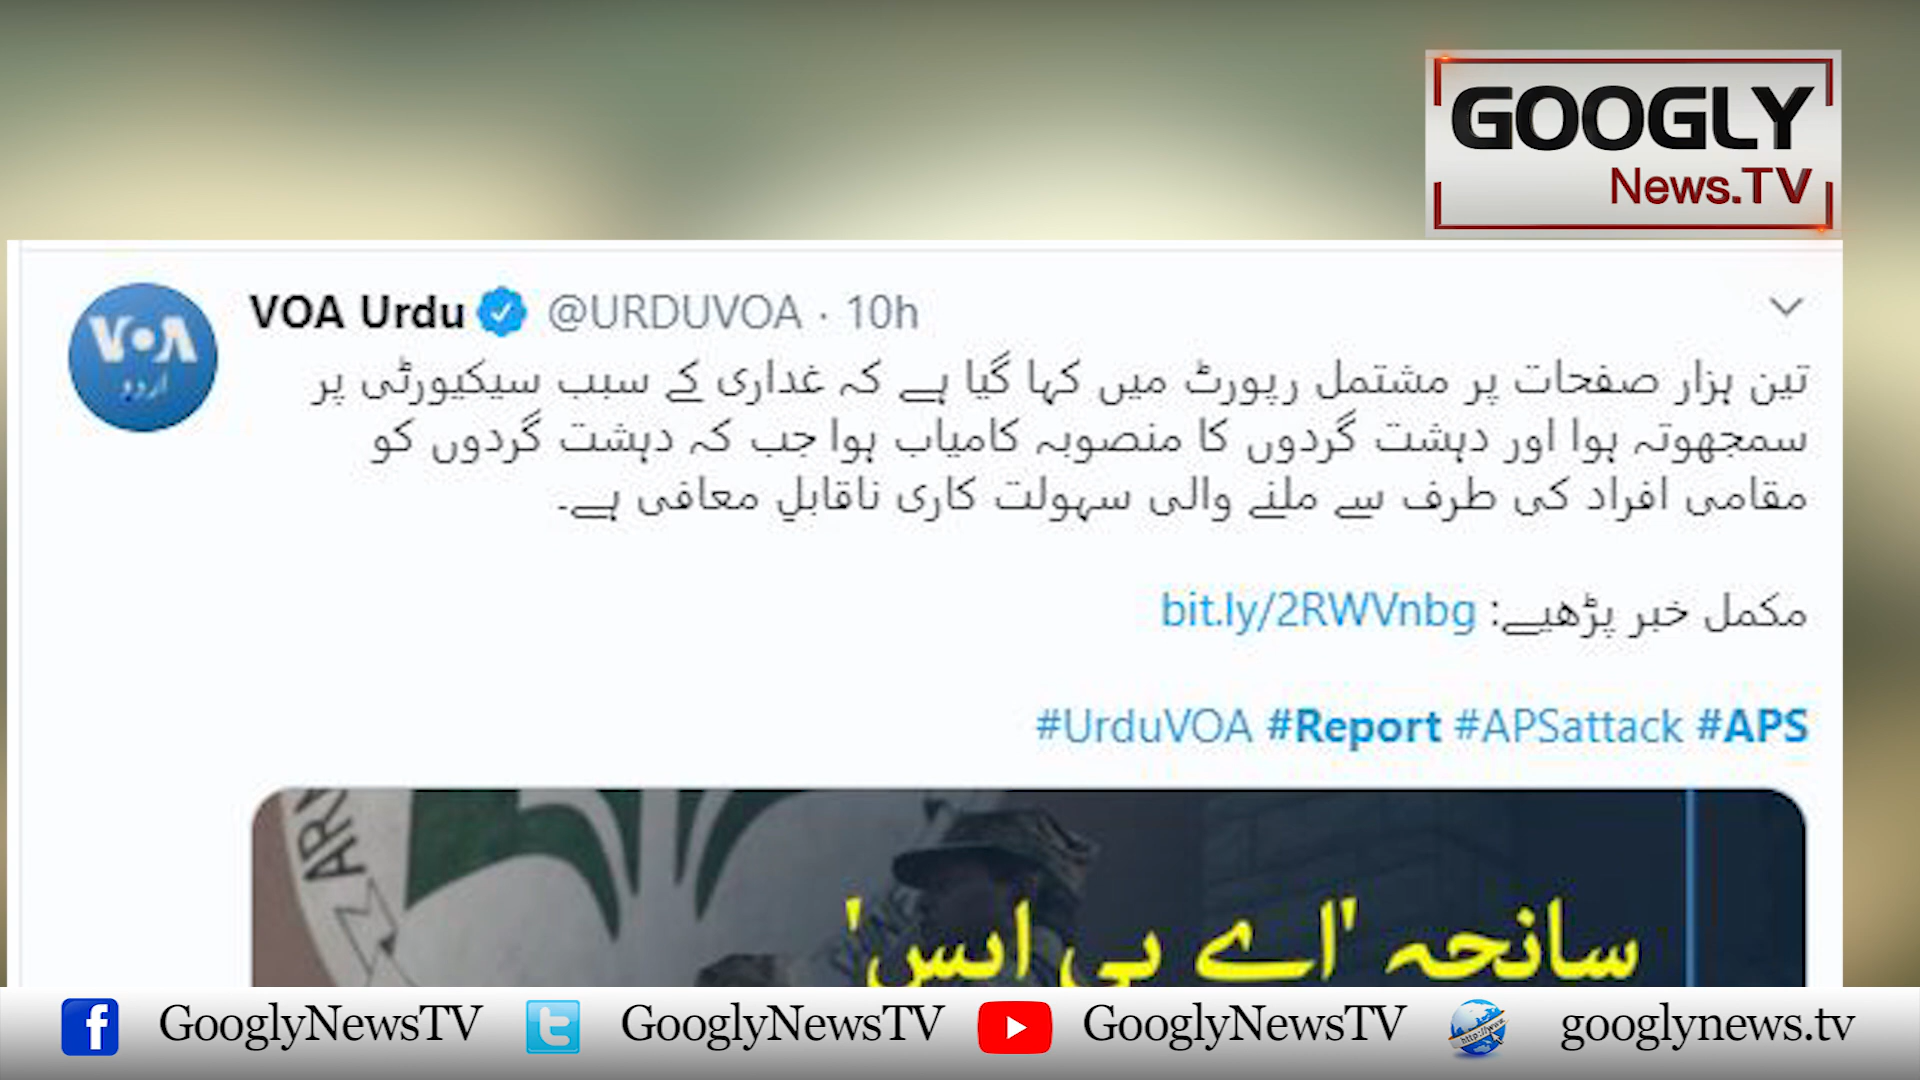 GOOGLY
News.TV
VOA Urdu @URDUVOA · 10h
VOA
اردو
تین ہزار صفحات پر مشتمل رپورٹ میں کہا گیا ہے کہ غداری کے سبب سیکیورٹی پر
سمجھوتہ ہوا اور دہشت گردوں کا منصوبہ کامیاب ہوا جب کہ دہشت گردوں کو
مقامی افراد کی طرف سے ملنے والی سہولت کاری ناقابلِ معافی ہے۔
مکمل خبر پڑھیے: bit.ly/2RWVnbg
#UrduVOA #Report #APSattack #APS
سانحہ 'اے پی ایس'
GooglyNewsTV GooglyNewsTV GooglyNewsTV googlynews.tv